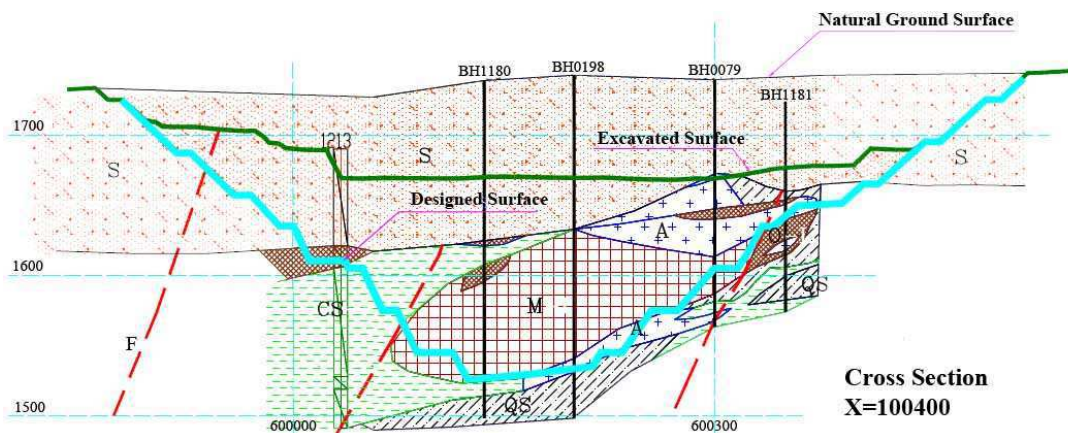 Natural Ground Surface
BH1180
BH0198
BH0079
BH1181
1700
1213
S
Excavated Surface
S
S
S
Designed Surface
A
1600
QS
CS
M
A
F
Cross Section
QS
X=100400
1500
600000
600300